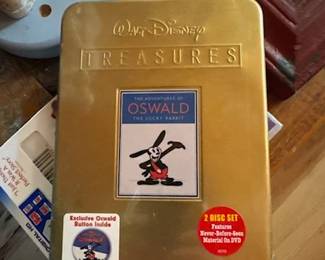 WALT DISNEY
TREASURES
THE ADVENTURES OF
OSWALD
THE LUCKY RABBIT
Exclusive Oswald
Button Inside
OSWALD
2 DISC SET
Features
Never-Before-Seen
Material On DVD